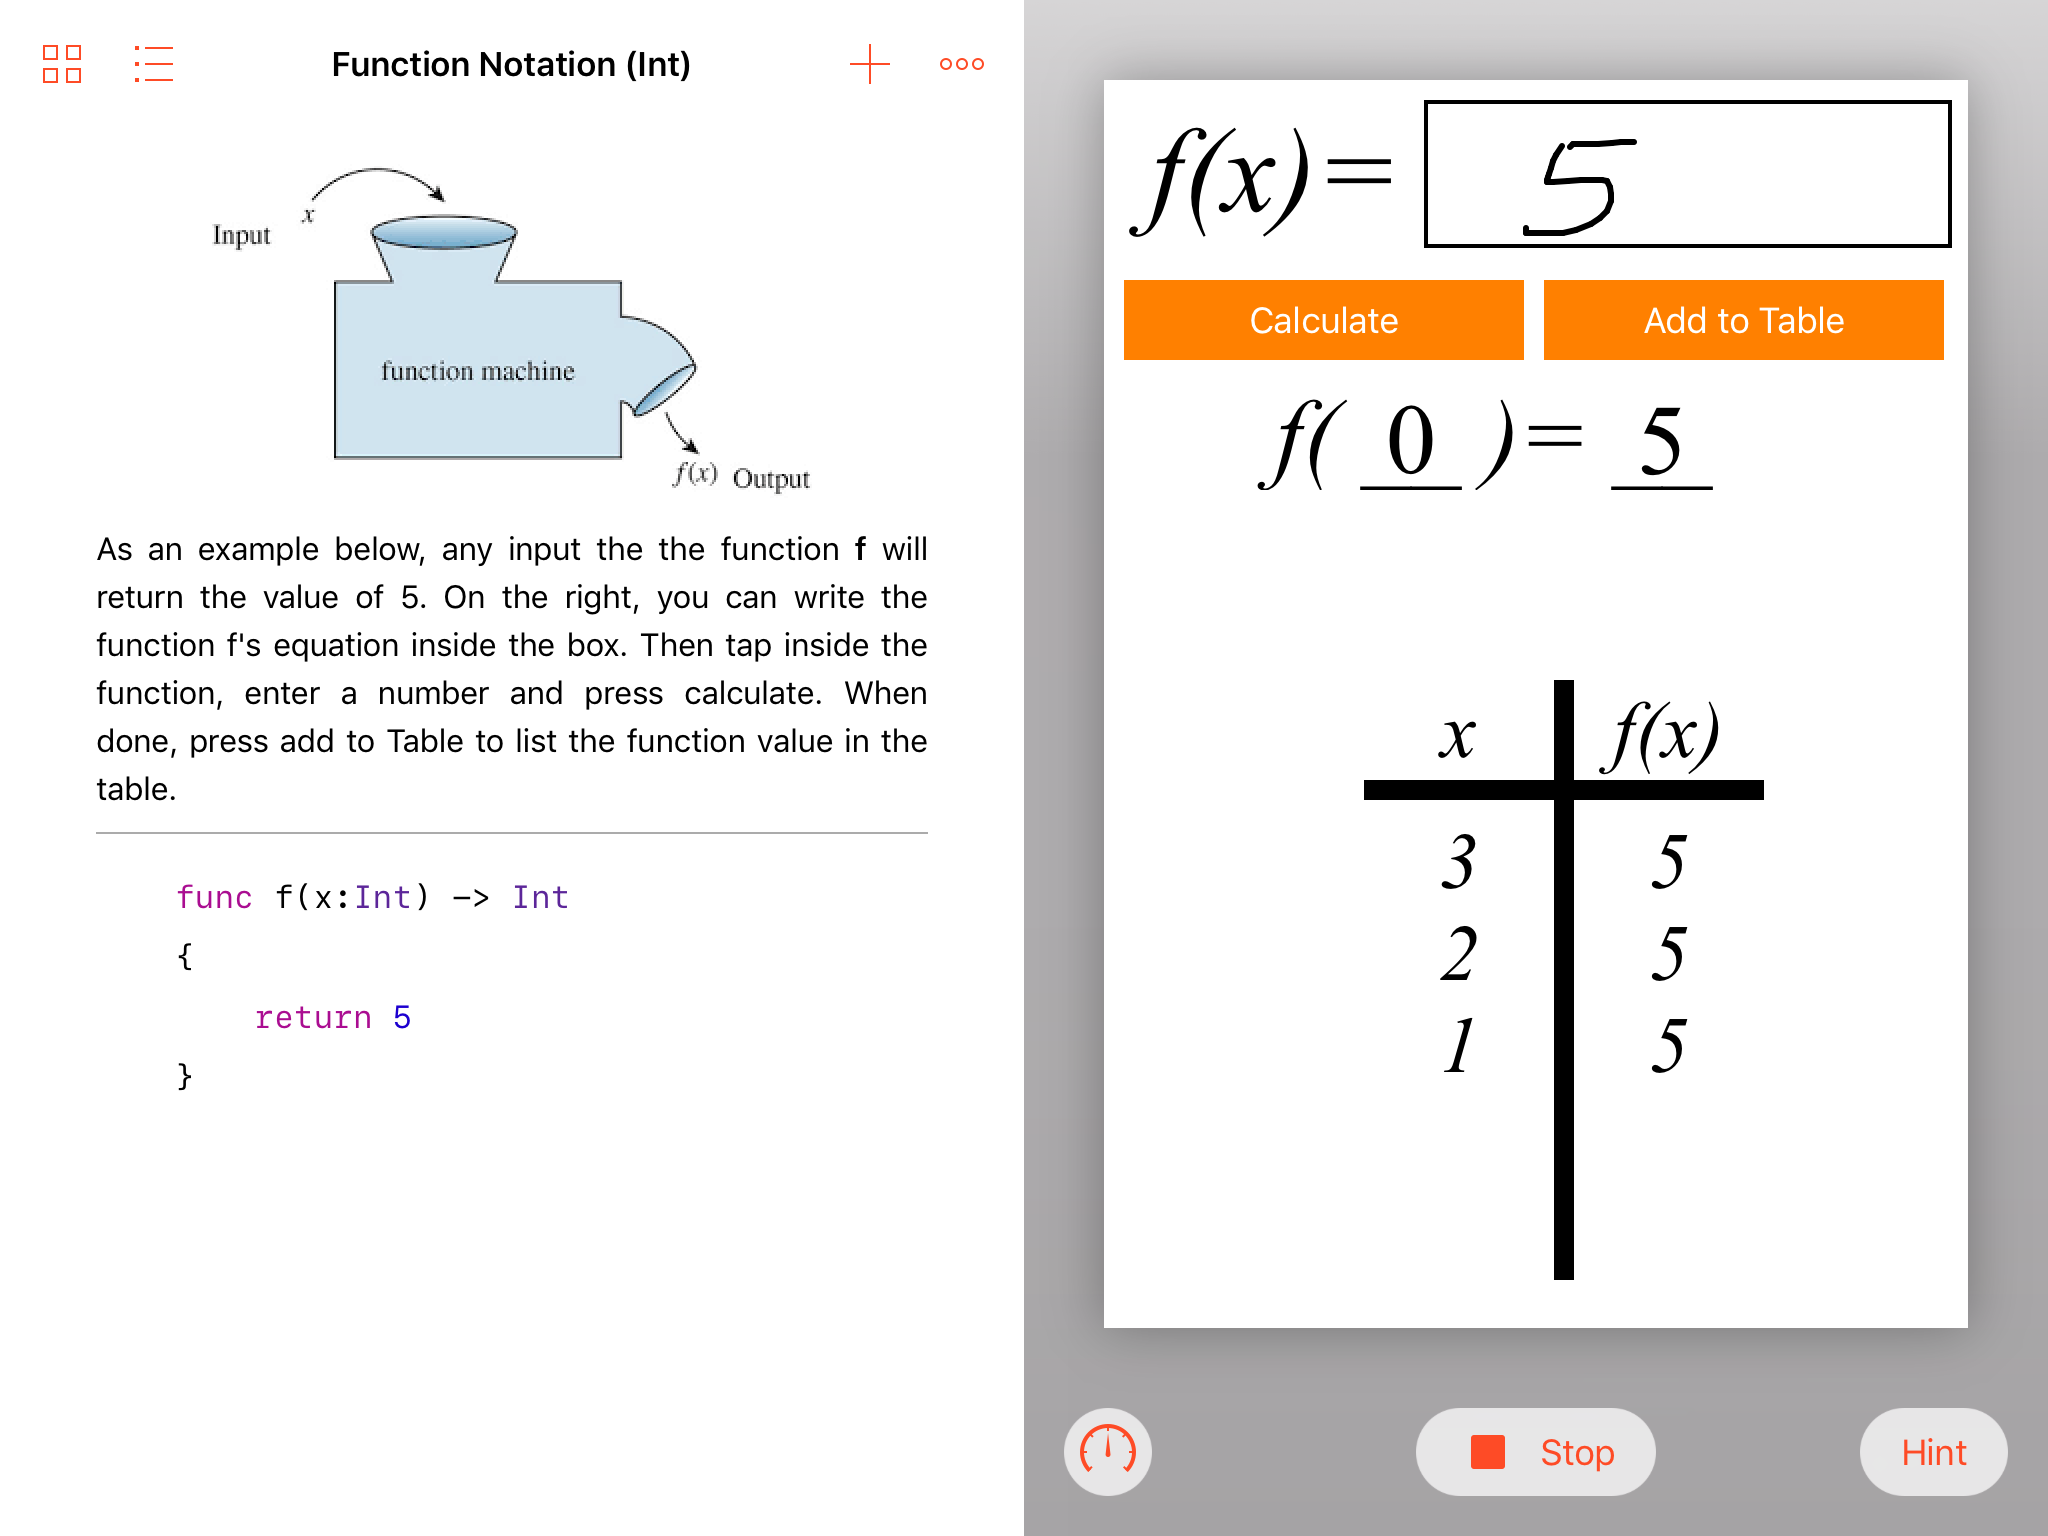 Function Notation (Int)
x
Input
function machine
f(x) Output
As an example below, any input the the function f will
return the value of 5. On the right, you can write the
function f's equation inside the box. Then tap inside the
function, enter a number and press calculate. When
done, press add to Table to list the function value in the
table.
func f(x:Int) -> Int
{
return 5
}
f(x)= 5
Calculate Add to Table
f( 0 )= 5
x f(x)
3 5
2 5
1 5
Stop
Hint